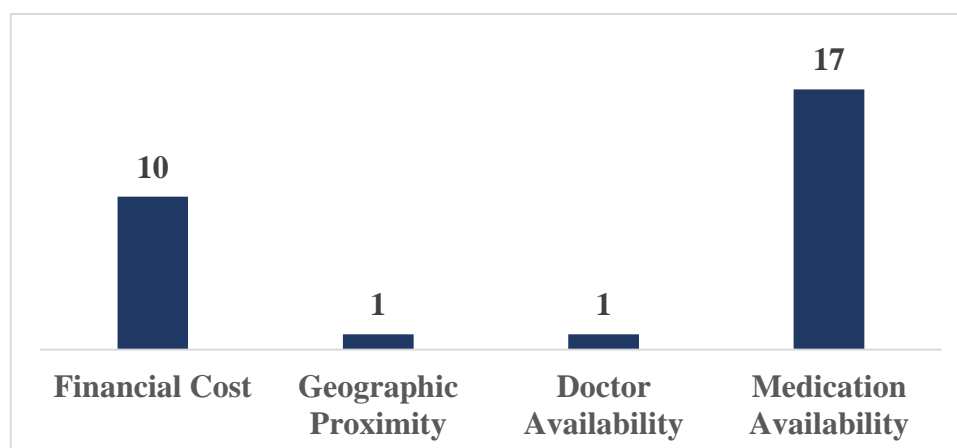 17
10
1
1
Financial Cost
Geographic
Proximity
Doctor
Availability
Medication
Availability